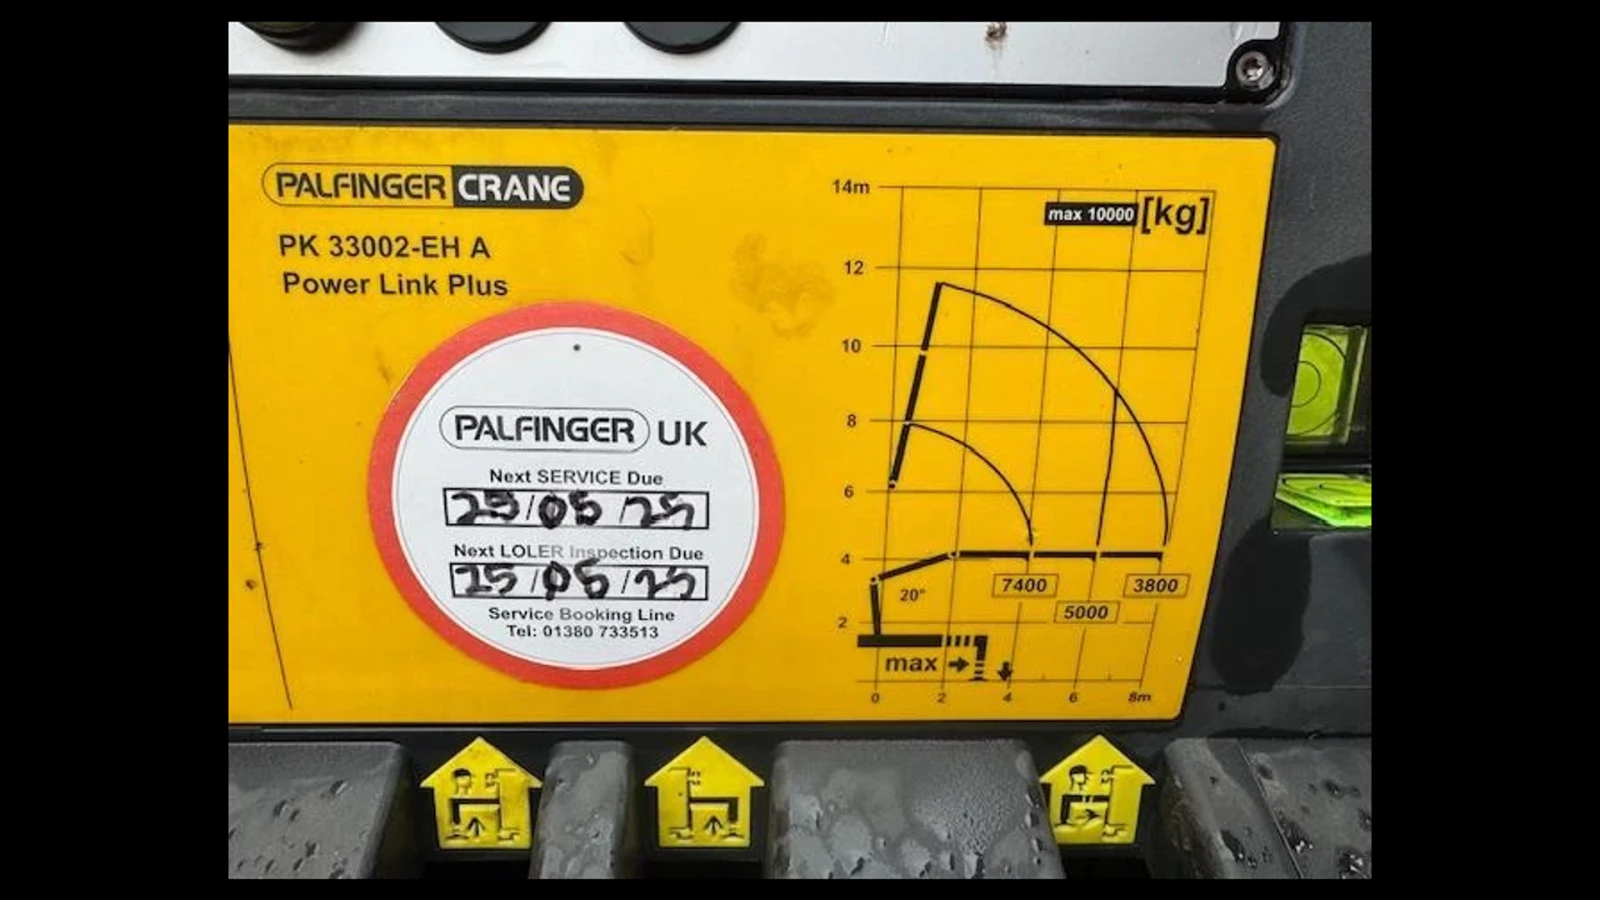 PALFINGER CRANE
PK 33002-EH A
Power Link Plus
PALFINGER UK
Next SERVICE Due
25/05/25
Next LOLER Inspection Due
25/05/25
Service Booking Line
Tel: 01380 733513
14m
max 10000 [kg]
12
10
8
6
4
20°
7400
3800
5000
2
max
0 2 4 6 8m